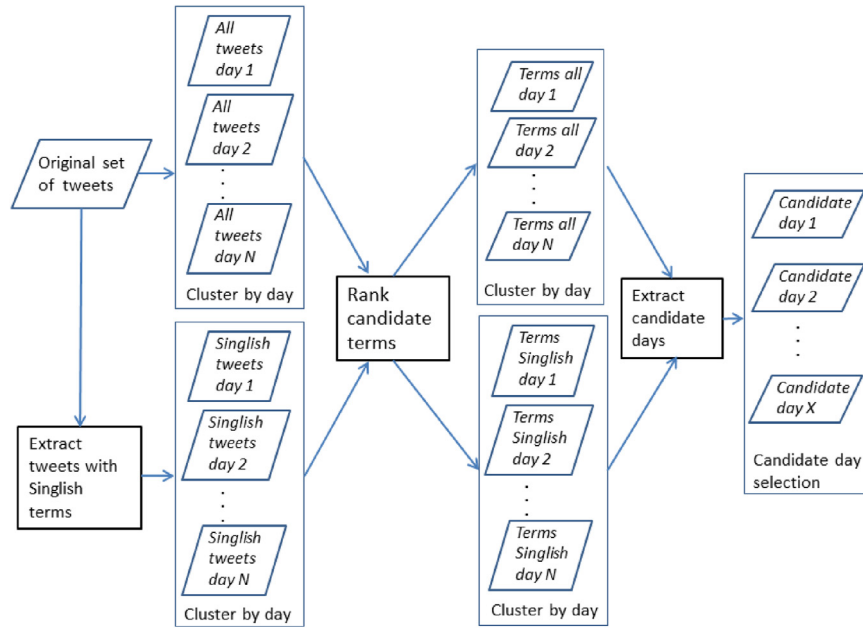 Original set
of tweets
Extract
tweets with
Singlish
terms
All
tweets
day 1
All
tweets
day 2
All
tweets
day N
Cluster by day
Singlish
tweets
day 1
Singlish
tweets
day 2
Singlish
tweets
day N
Cluster by day
Rank
candidate
terms
Terms all
day 1
Terms all
day 2
Terms all
day N
Cluster by day
Terms
Singlish
day 1
Terms
Singlish
day 2
Terms
Singlish
day N
Cluster by day
Extract
candidate
days
Candidate
day 1
Candidate
day 2
Candidate
day X
Candidate day
selection